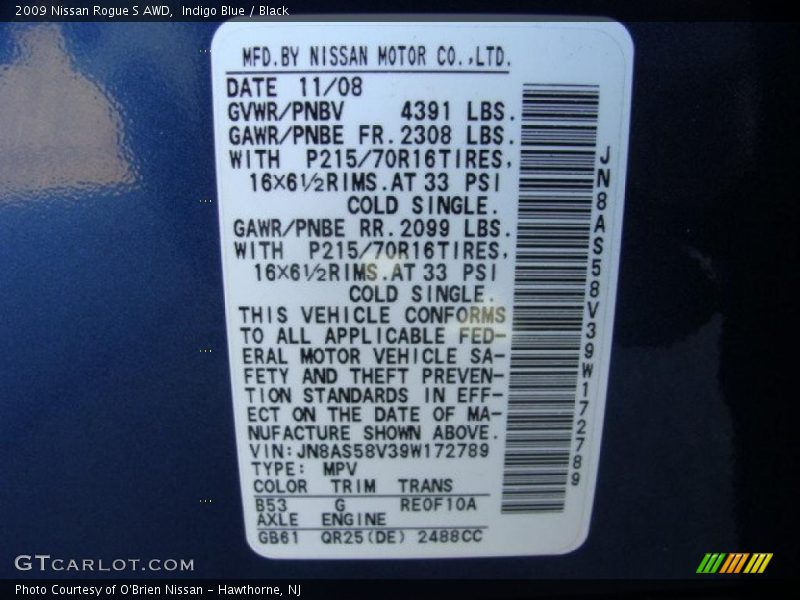 2009 Nissan Rogue S AWD,  Indigo Blue / Black
MFD.BY NISSAN MOTOR CO.,LTD.
DATE 11/08
GVWR/PNBV 4391 LBS.
GAWR/PNBE FR.2308 LBS.
WITH P215/70R16TIRES,
16X6½RIMS.AT 33 PSI
COLD SINGLE.
GAWR/PNBE RR.2099 LBS.
WITH P215/70R16TIRES,
16X6½RIMS.AT 33 PSI
COLD SINGLE.
THIS VEHICLE CONFORMS
TO ALL APPLICABLE FED-
ERAL MOTOR VEHICLE SA-
FETY AND THEFT PREVEN-
TION STANDARDS IN EFF-
ECT ON THE DATE OF MA-
NUFACTURE SHOWN ABOVE.
VIN:JN8AS58V39W172789
TYPE: MPV
COLOR TRIM TRANS
B53 G RE0F10A
AXLE ENGINE
GB61 QR25(DE) 2488CC
JN8AS58V39W172789
GTCARLOT.COM
Photo Courtesy of O'Brien Nissan - Hawthorne, NJ